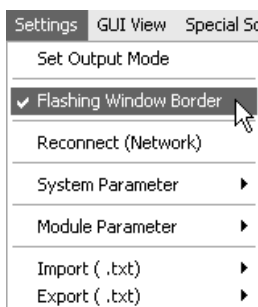 Settings GUI View Special
Set Output Mode
✓ Flashing Window Border
Reconnect (Network)
System Parameter
Module Parameter
Import ( .txt)
Export ( .txt)